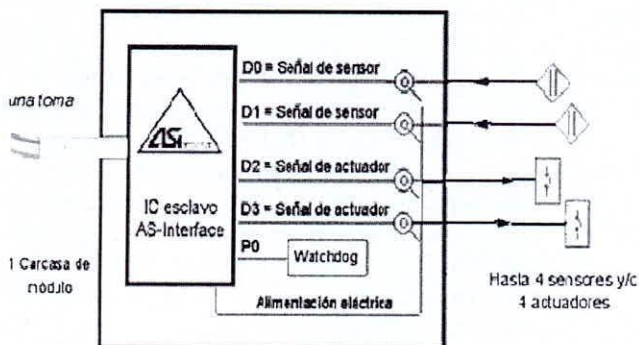 una toma
D0 = Señal de sensor
D1 = Señal de sensor
D2 = Señal de actuador
D3 = Señal de actuador
P0
Watchdog
IC esclavo
AS-Interface
1 Carcasa de
módulo
Alimentación eléctrica
Hasta 4 sensores y/c
4 actuadores